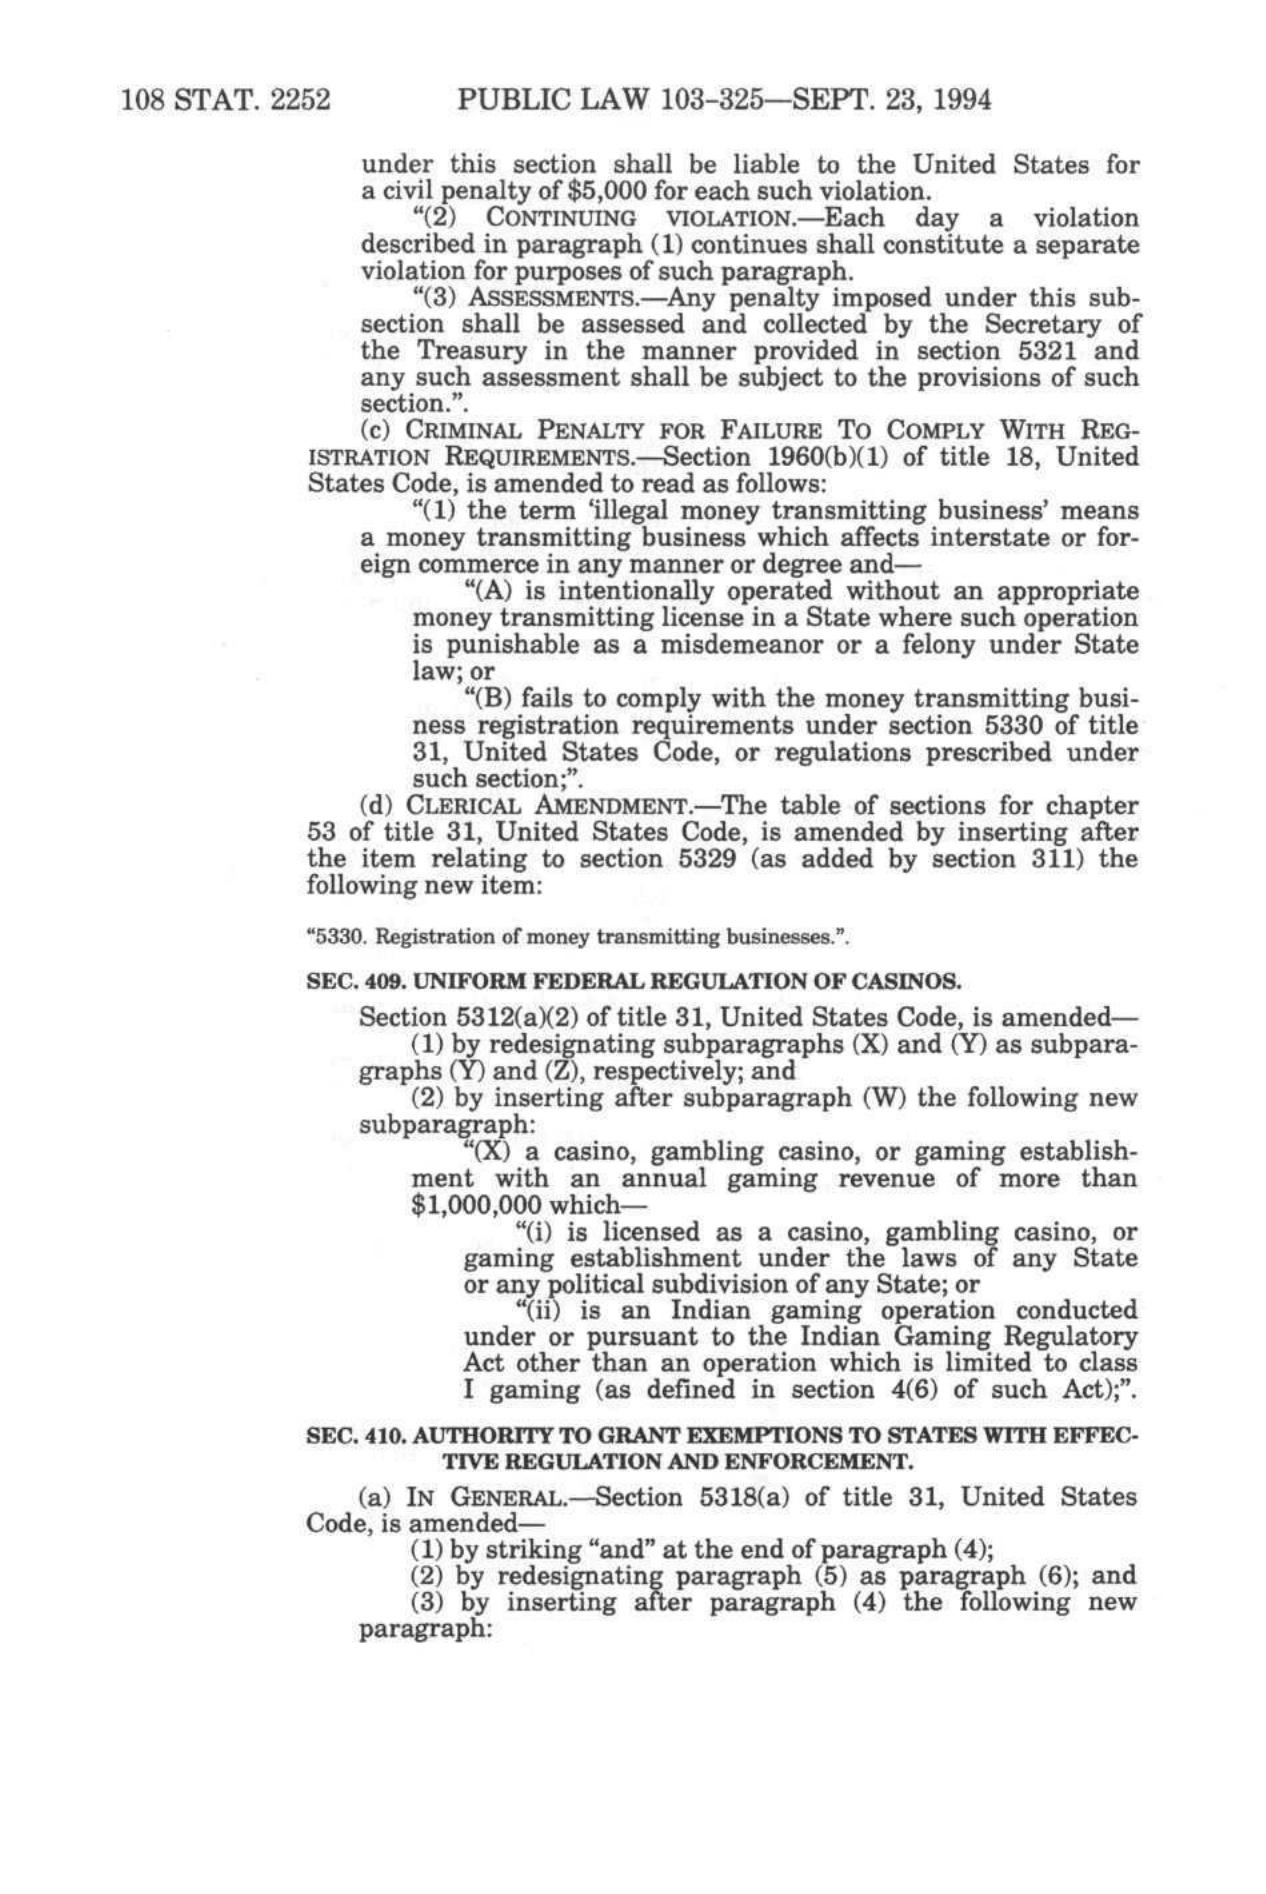 108 STAT. 2252 PUBLIC LAW 103–325—SEPT. 23, 1994
under this section shall be liable to the United States for
a civil penalty of $5,000 for each such violation.
“(2) CONTINUING VIOLATION.—Each day a violation
described in paragraph (1) continues shall constitute a separate
violation for purposes of such paragraph.
“(3) ASSESSMENTS.—Any penalty imposed under this sub-
section shall be assessed and collected by the Secretary of
the Treasury in the manner provided in section 5321 and
any such assessment shall be subject to the provisions of such
section.”.
(c) CRIMINAL PENALTY FOR FAILURE TO COMPLY WITH REG-
ISTRATION REQUIREMENTS.—Section 1960(b)(1) of title 18, United
States Code, is amended to read as follows:
“(1) the term ‘illegal money transmitting business’ means
a money transmitting business which affects interstate or for-
eign commerce in any manner or degree and—
“(A) is intentionally operated without an appropriate
money transmitting license in a State where such operation
is punishable as a misdemeanor or a felony under State
law; or
“(B) fails to comply with the money transmitting busi-
ness registration requirements under section 5330 of title
31, United States Code, or regulations prescribed under
such section;”.
(d) CLERICAL AMENDMENT.—The table of sections for chapter
53 of title 31, United States Code, is amended by inserting after
the item relating to section 5329 (as added by section 311) the
following new item:
“5330. Registration of money transmitting businesses.”.
SEC. 409. UNIFORM FEDERAL REGULATION OF CASINOS.
Section 5312(a)(2) of title 31, United States Code, is amended—
(1) by redesignating subparagraphs (X) and (Y) as subpara-
graphs (Y) and (Z), respectively; and
(2) by inserting after subparagraph (W) the following new
subparagraph:
“(X) a casino, gambling casino, or gaming establish-
ment with an annual gaming revenue of more than
$1,000,000 which—
“(i) is licensed as a casino, gambling casino, or
gaming establishment under the laws of any State
or any political subdivision of any State; or
“(ii) is an Indian gaming operation conducted
under or pursuant to the Indian Gaming Regulatory
Act other than an operation which is limited to class
I gaming (as defined in section 4(6) of such Act);”.
SEC. 410. AUTHORITY TO GRANT EXEMPTIONS TO STATES WITH EFFEC-
TIVE REGULATION AND ENFORCEMENT.
(a) IN GENERAL.—Section 5318(a) of title 31, United States
Code, is amended—
(1) by striking “and” at the end of paragraph (4);
(2) by redesignating paragraph (5) as paragraph (6); and
(3) by inserting after paragraph (4) the following new
paragraph: